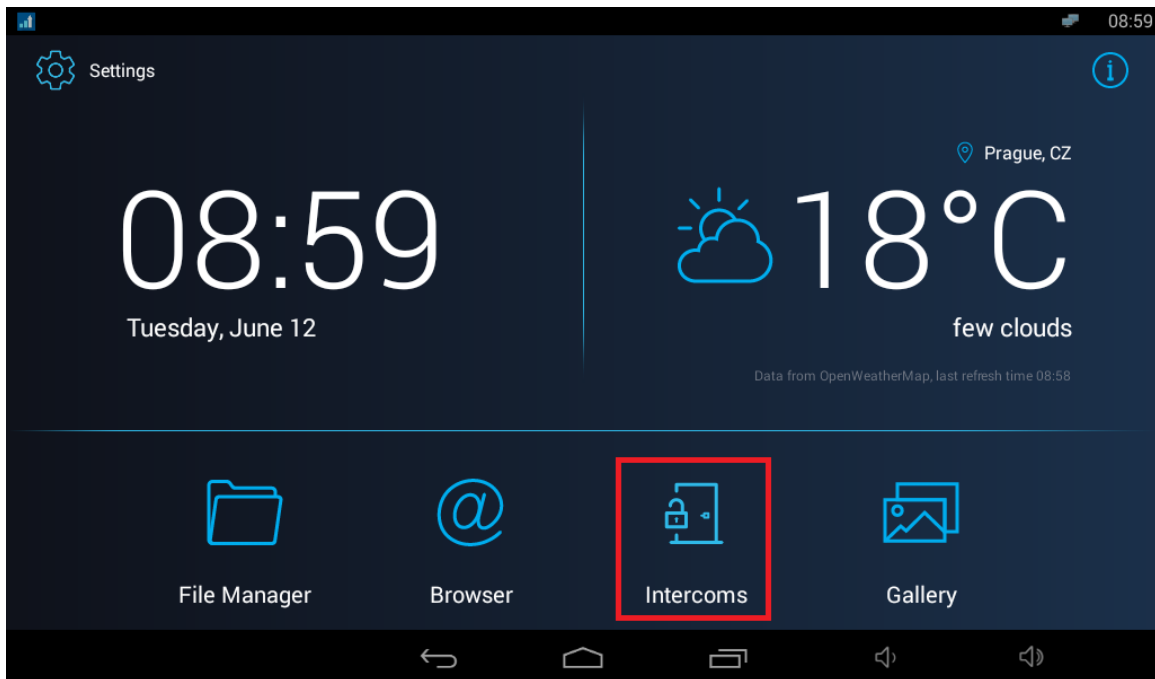 08:59
Settings
Prague, CZ
08:59
18°C
Tuesday, June 12
few clouds
Data from OpenWeatherMap, last refresh time 08:58
File Manager
Browser
Intercoms
Gallery